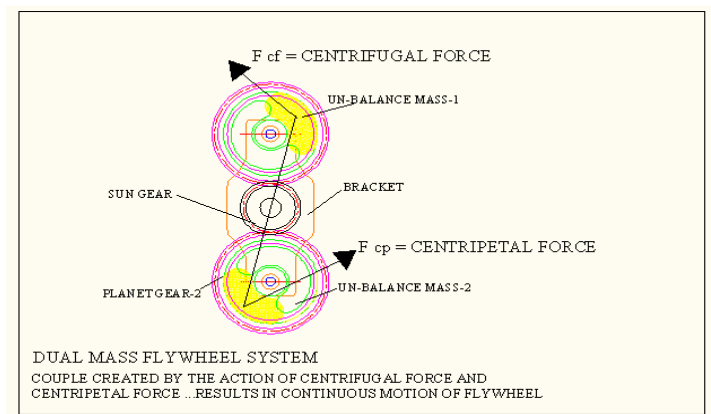 F cf = CENTRIFUGAL FORCE
UN-BALANCE MASS-1
SUN GEAR
BRACKET
F cp = CENTRIPETAL FORCE
PLANETGEAR-2
UN-BALANCE MASS-2
DUAL MASS FLYWHEEL SYSTEM
COUPLE CREATED BY THE ACTION OF CENTRIFUGAL FORCE AND
CENTRIPETAL FORCE ...RESULTS IN CONTINUOUS MOTION OF FLYWHEEL